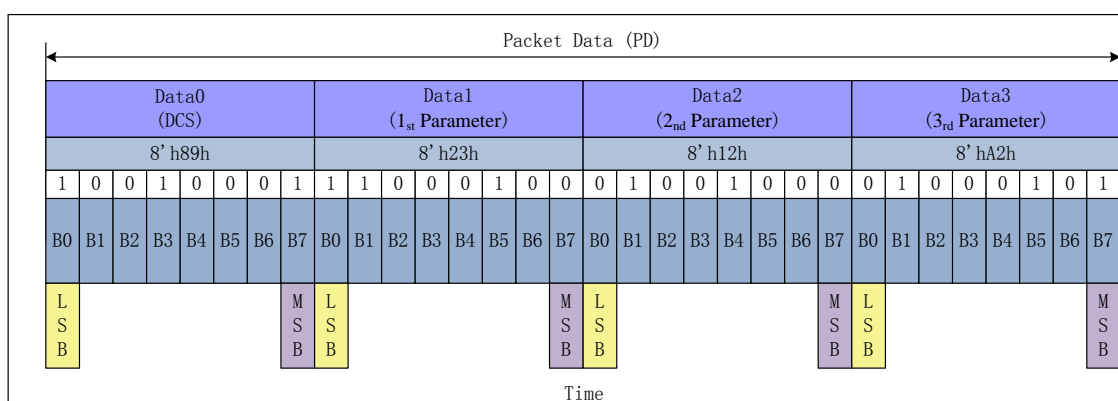 Packet Data (PD)
Data0 Data1 Data2 Data3
(DCS) (1st Parameter) (2nd Parameter) (3rd Parameter)
8'h89h 8'h23h 8'h12h 8'hA2h
1 0 0 1 0 0 0 1 1 1 0 0 0 1 0 0 0 1 0 0 1 0 0 0 0 1 0 0 0 1 0 1
B0 B1 B2 B3 B4 B5 B6 B7 B0 B1 B2 B3 B4 B5 B6 B7 B0 B1 B2 B3 B4 B5 B6 B7 B0 B1 B2 B3 B4 B5 B6 B7
LSB MSB LSB MSB LSB MSB LSB MSB
Time